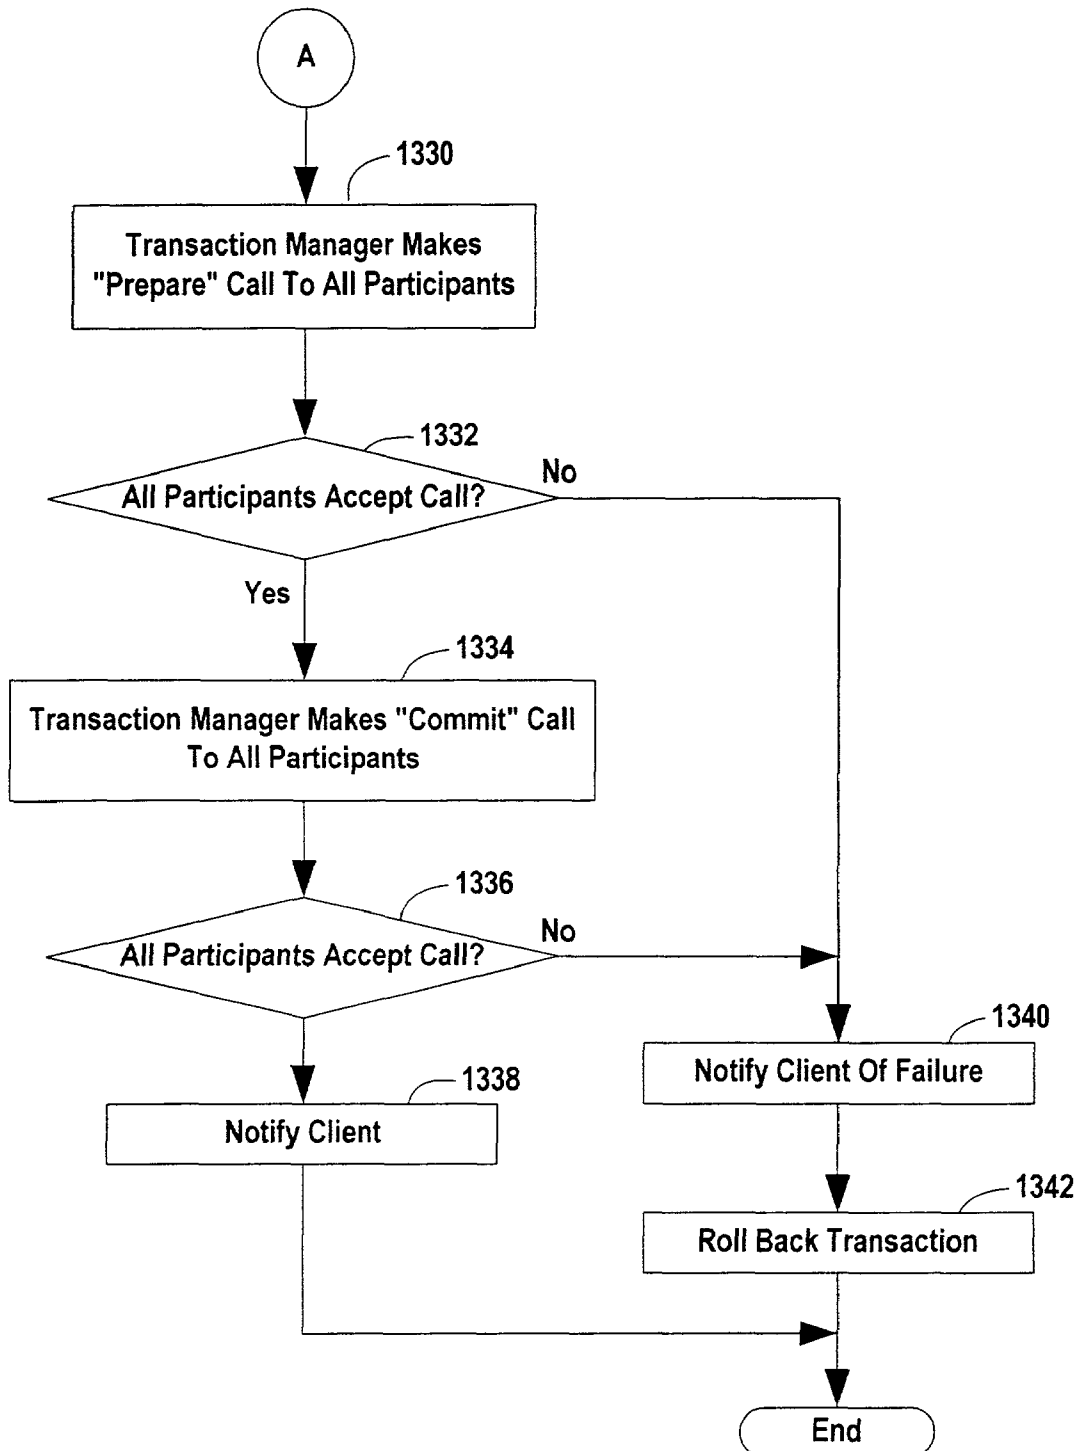 A
1330
Transaction Manager Makes
"Prepare" Call To All Participants
1332
All Participants Accept Call?
No
Yes
1334
Transaction Manager Makes "Commit" Call
To All Participants
1336
All Participants Accept Call?
No
1340
Notify Client Of Failure
1338
Notify Client
1342
Roll Back Transaction
End